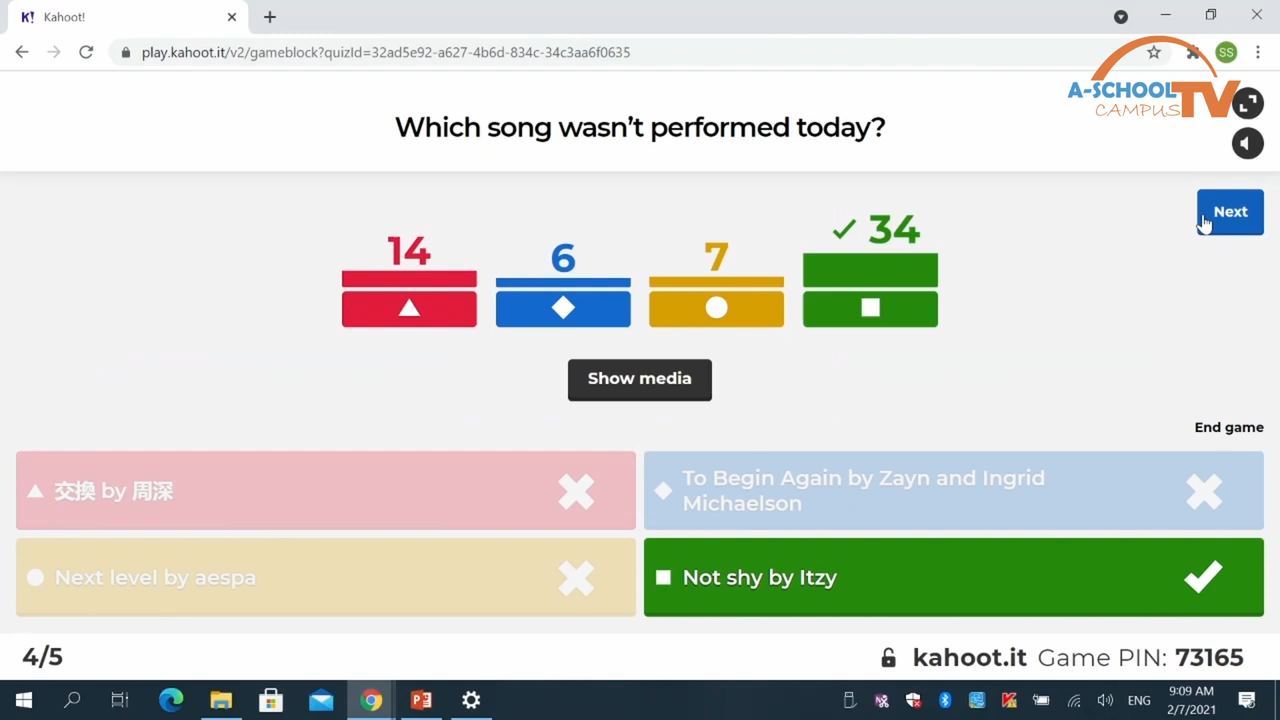 K! Kahoot!
play.kahoot.it/v2/gameblock?quizId=32ad5e92-a627-4b6d-834c-34c3aa6f0635
SS
A-SCHOOL TV
CAMPUS
Which song wasn't performed today?
Next
14
6
7
34
Show media
End game
交換 by 周深
To Begin Again by Zayn and Ingrid
Michaelson
Next level by aespa
Not shy by Itzy
4/5
kahoot.it Game PIN: 73165
ENG
9:09 AM
2/7/2021